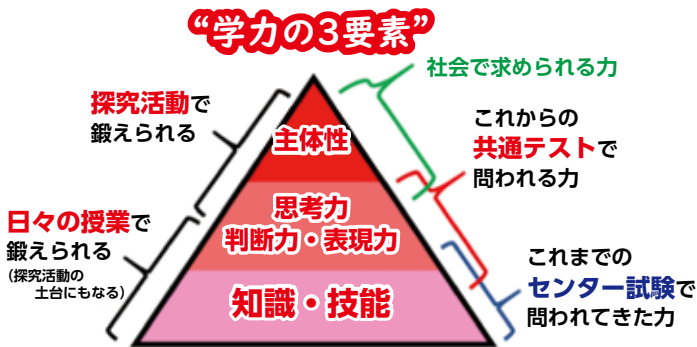 “学力の3要素”
社会で求められる力
探究活動で
鍛えられる
これからの
共通テストで
問われる力
主体性
思考力
判断力・表現力
日々の授業で
鍛えられる
(探究活動の
土台にもなる)
これまでの
センター試験で
問われてきた力
知識・技能